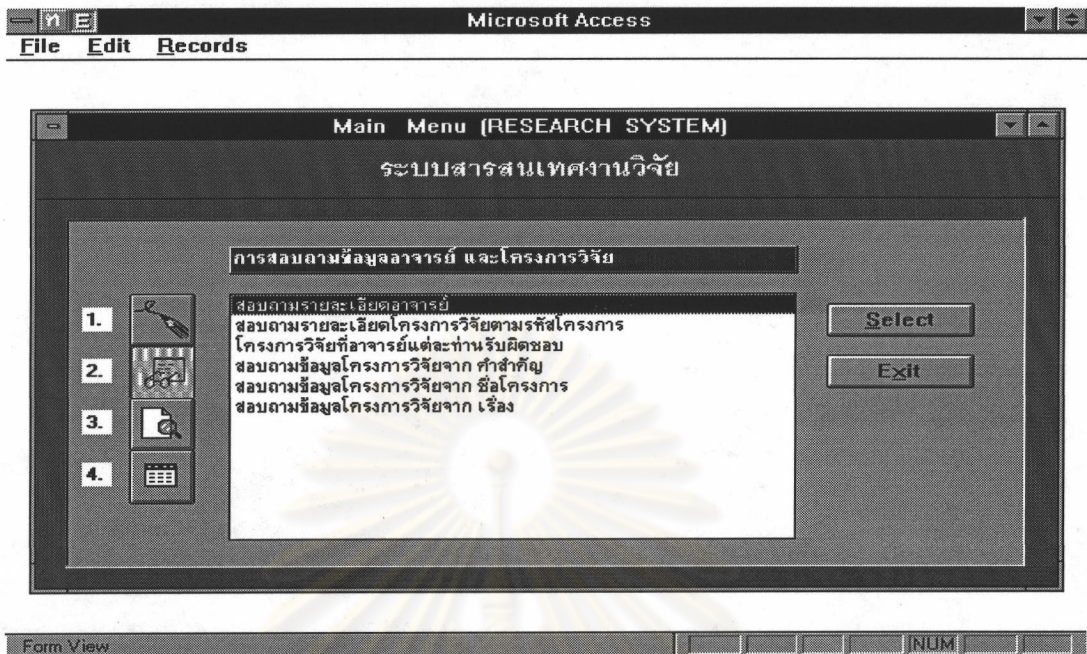 ท E Microsoft Access
File Edit Records
Main Menu (RESEARCH SYSTEM)
ระบบสารสนเทศงานวิจัย
การสอบถามข้อมูลอาจารย์ และโครงการวิจัย
สอบถามรายละเอียดอาจารย์
สอบถามรายละเอียดโครงการวิจัยตามรหัสโครงการ
โครงการวิจัยที่อาจารย์แต่ละท่านรับผิดชอบ
สอบถามข้อมูลโครงการวิจัยจาก คำสำคัญ
สอบถามข้อมูลโครงการวิจัยจาก ชื่อโครงการ
สอบถามข้อมูลโครงการวิจัยจาก เรื่อง
1.
2.
3.
4.
Select
Exit
Form View NUM